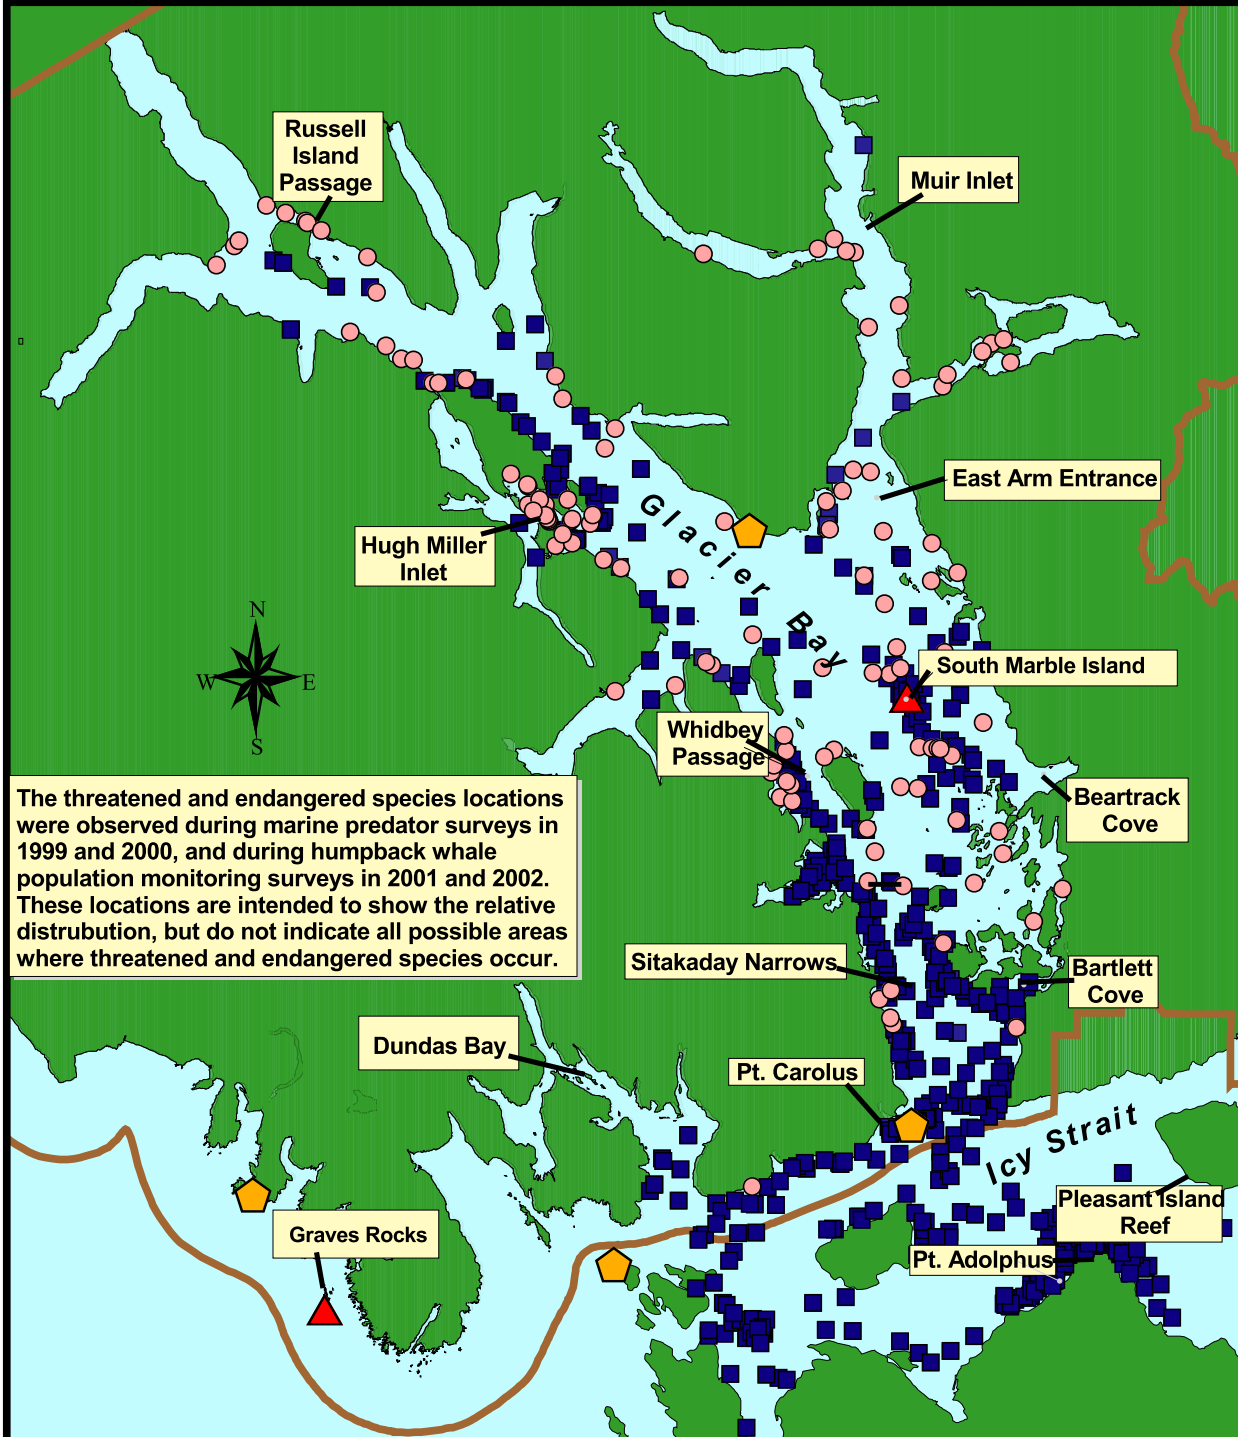 Russell
Island
Passage
Muir Inlet
East Arm Entrance
Hugh Miller
Inlet
Glacier Bay
N
W
E
S
South Marble Island
Whidbey
Passage
Beartrack
Cove
The threatened and endangered species locations
were observed during marine predator surveys in
1999 and 2000, and during humpback whale
population monitoring surveys in 2001 and 2002.
These locations are intended to show the relative
distrubution, but do not indicate all possible areas
where threatened and endangered species occur.
Sitakaday Narrows
Bartlett
Cove
Dundas Bay
Pt. Carolus
Icy Strait
Pleasant Island
Reef
Graves Rocks
Pt. Adolphus